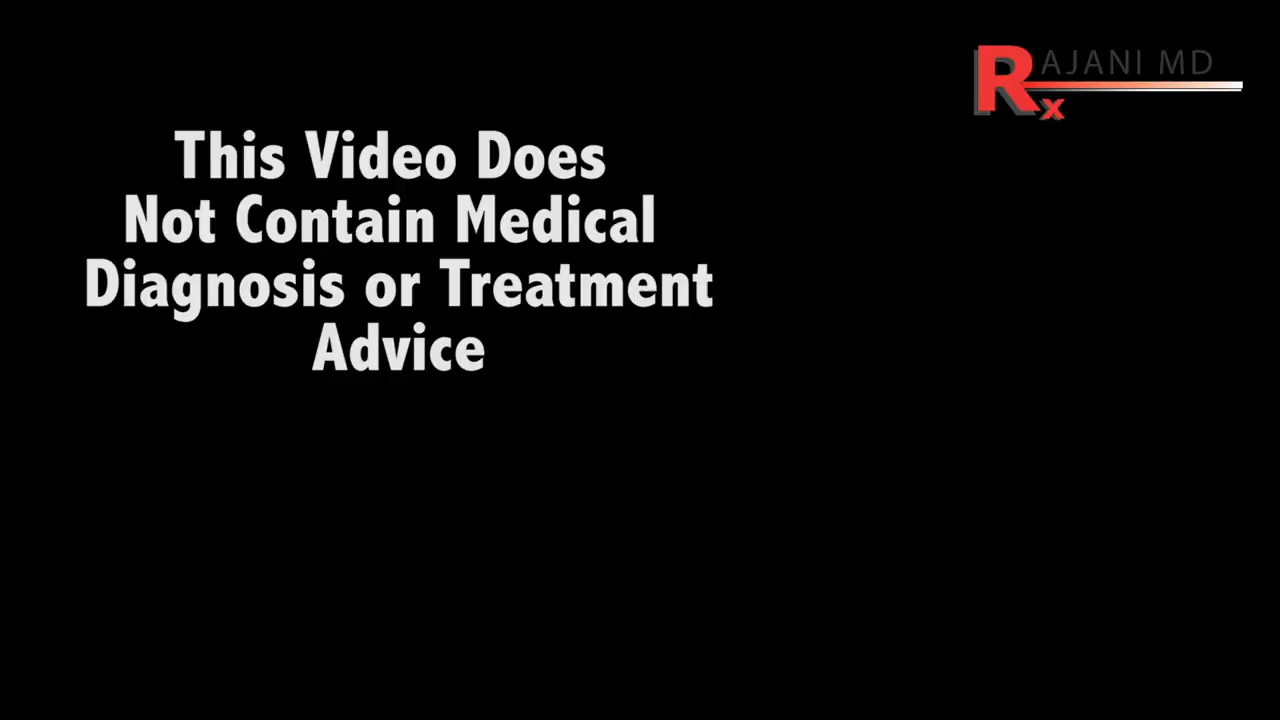 RAJANI MD
Rx
This Video Does
Not Contain Medical
Diagnosis or Treatment
Advice